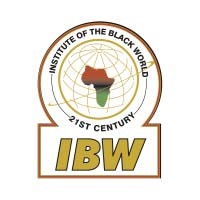 INSTITUTE OF THE BLACK WORLD
21ST CENTURY
IBW